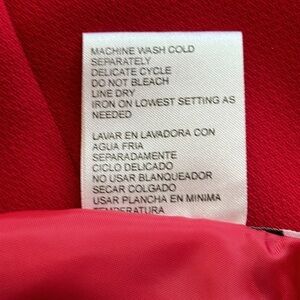 MACHINE WASH COLD
SEPARATELY
DELICATE CYCLE
DO NOT BLEACH
LINE DRY
IRON ON LOWEST SETTING AS
NEEDED
LAVAR EN LAVADORA CON
AGUA FRIA
SEPARADAMENTE
CICLO DELICADO
NO USAR BLANQUEADOR
SECAR COLGADO
USAR PLANCHA EN MINIMA
TEMPERATURA